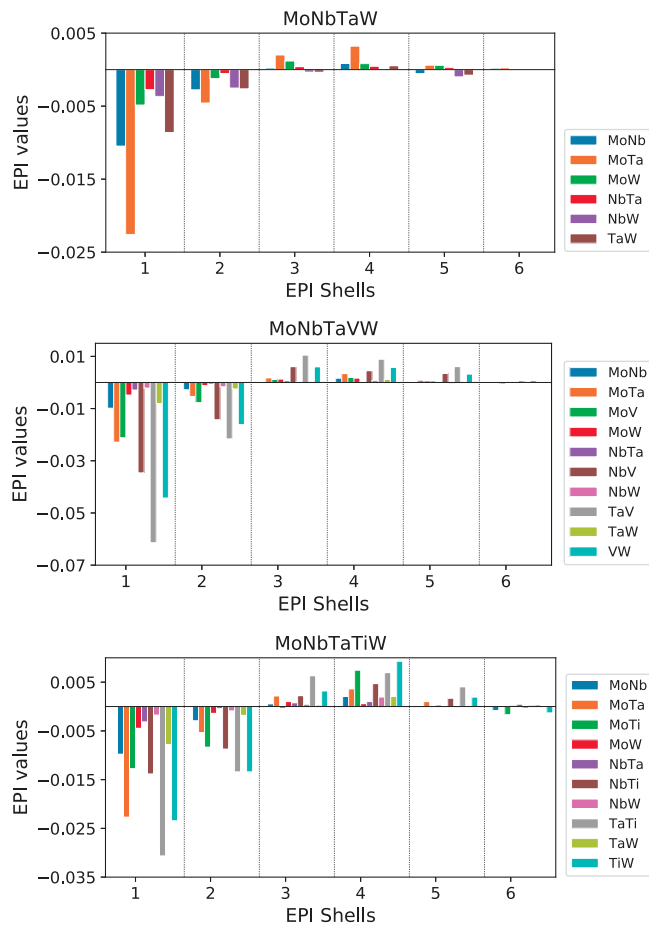 MoNbTaW
0.005
−0.005
−0.015
−0.025
EPI values
1 2 3 4 5 6
EPI Shells
MoNb
MoTa
MoW
NbTa
NbW
TaW
MoNbTaVW
0.01
−0.01
−0.03
−0.05
−0.07
EPI values
1 2 3 4 5 6
EPI Shells
MoNb
MoTa
MoV
MoW
NbTa
NbV
NbW
TaV
TaW
VW
MoNbTaTiW
0.005
−0.005
−0.015
−0.025
−0.035
EPI values
1 2 3 4 5 6
EPI Shells
MoNb
MoTa
MoTi
MoW
NbTa
NbTi
NbW
TaTi
TaW
TiW